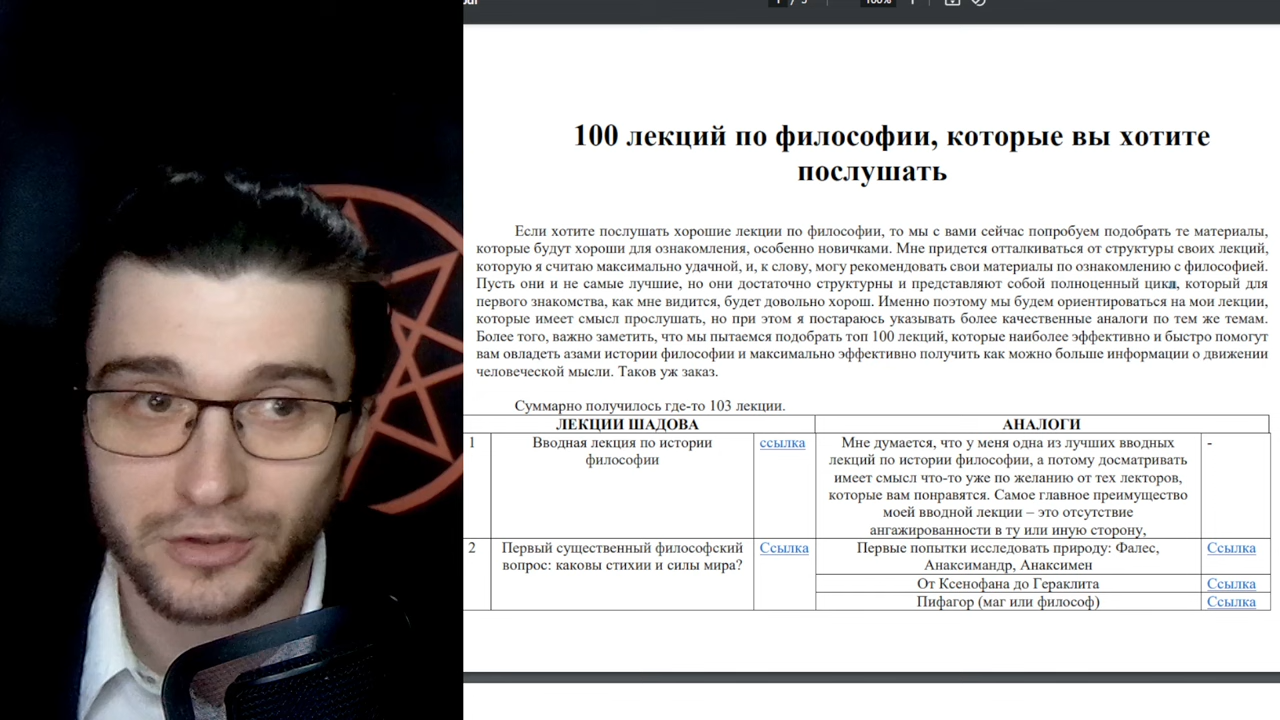 100%
100 лекций по философии, которые вы хотите
послушать
Если хотите послушать хорошие лекции по философии, то мы с вами сейчас попробуем подобрать те материалы,
которые будут хороши для ознакомления, особенно новичками. Мне придется отталкиваться от структуры своих лекций,
которую я считаю максимально удачной, и, к слову, могу рекомендовать свои материалы по ознакомлению с философией.
Пусть они и не самые лучшие, но они достаточно структурны и представляют собой полноценный цикл, который для
первого знакомства, как мне видится, будет довольно хорош. Именно поэтому мы будем ориентироваться на мои лекции,
которые имеет смысл прослушать, но при этом я постараюсь указывать более качественные аналоги по тем же темам.
Более того, важно заметить, что мы пытаемся подобрать топ 100 лекций, которые наиболее эффективно и быстро помогут
вам овладеть азами истории философии и максимально эффективно получить как можно больше информации о движении
человеческой мысли. Таков уж заказ.
Суммарно получилось где-то 103 лекции.
ЛЕКЦИИ ШАДОВА
АНАЛОГИ
1
Вводная лекция по истории
философии
ссылка
Мне думается, что у меня одна из лучших вводных
лекций по истории философии, а потому досматривать
имеет смысл что-то уже по желанию от тех лекторов,
которые вам понравятся. Самое главное преимущество
моей вводной лекции – это отсутствие
ангажированности в ту или иную сторону,
-
2
Первый существенный философский
вопрос: каковы стихии и силы мира?
Ссылка
Первые попытки исследовать природу: Фалес,
Анаксимандр, Анаксимен
Ссылка
От Ксенофана до Гераклита
Ссылка
Пифагор (маг или философ)
Ссылка